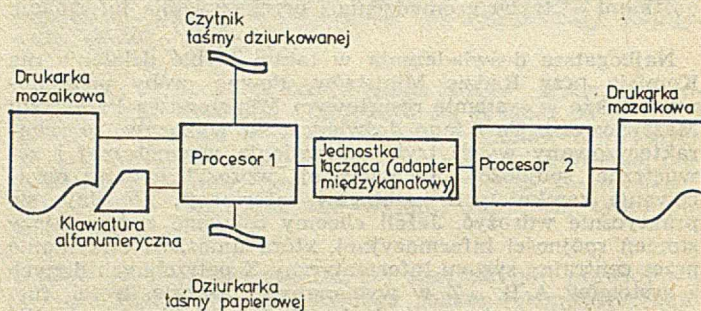 Czytnik
taśmy dziurkowanej
Drukarka
mozaikowa
Drukarka
mozaikowa
Procesor 1
Jednostka
łącząca (adapter
międzykanałowy)
Procesor 2
Klawiatura
alfanumeryczna
Dziurkarka
taśmy papierowej